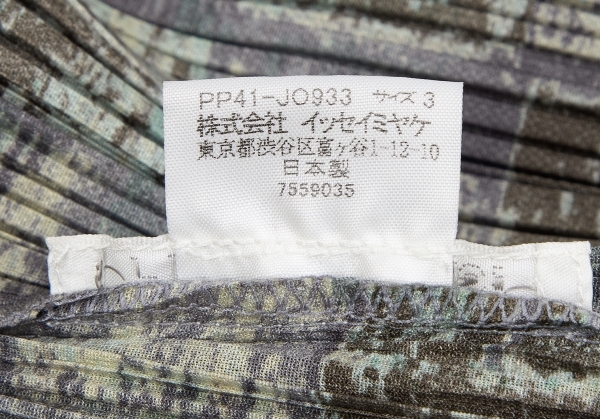 PP41-JO933 サイズ 3
株式会社 イッセイミヤケ
東京都渋谷区富ヶ谷1-12-10
日本製
7559035